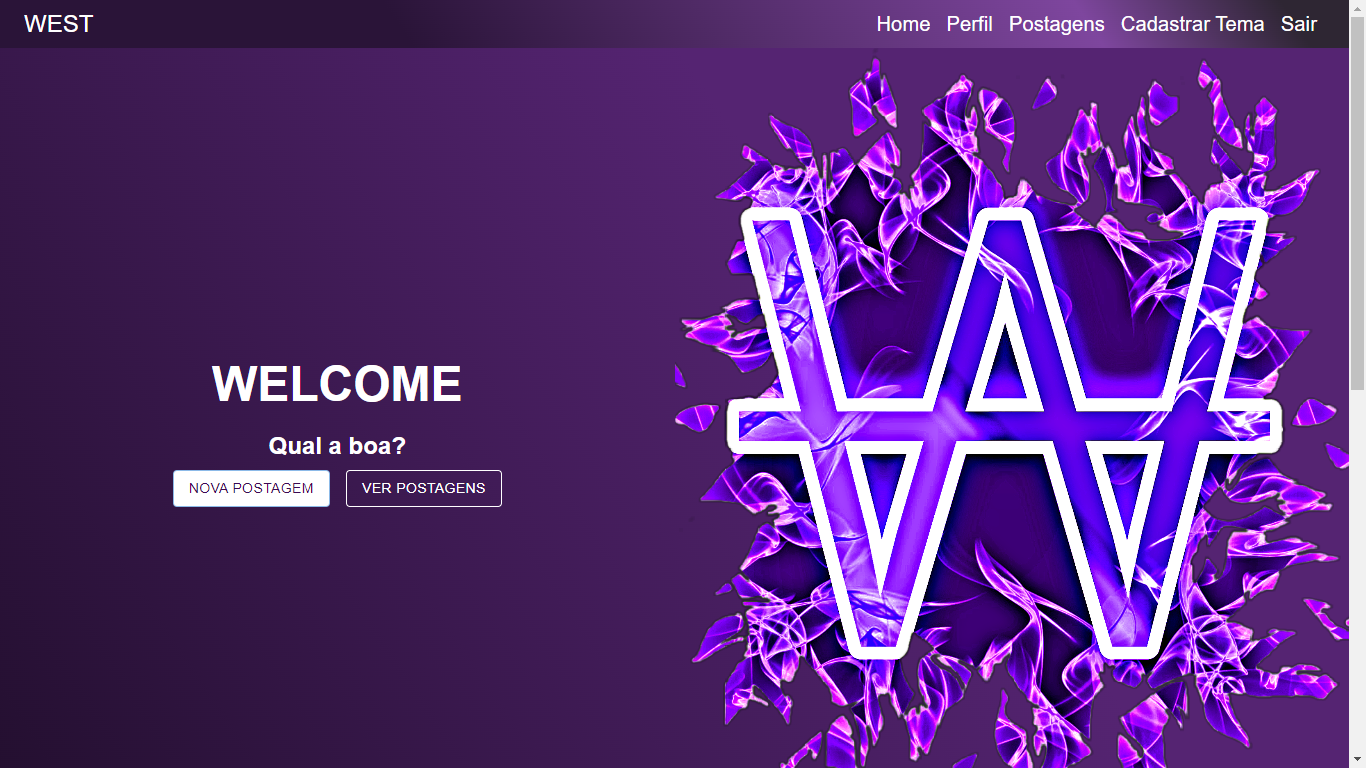 WEST
Home Perfil Postagens Cadastrar Tema Sair
WELCOME
Qual a boa?
NOVA POSTAGEM VER POSTAGENS
W